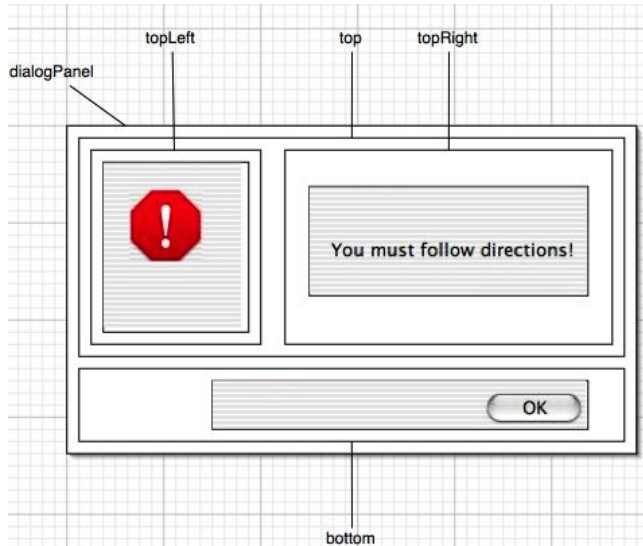 topLeft
top
topRight
dialogPanel
!
You must follow directions!
OK
bottom